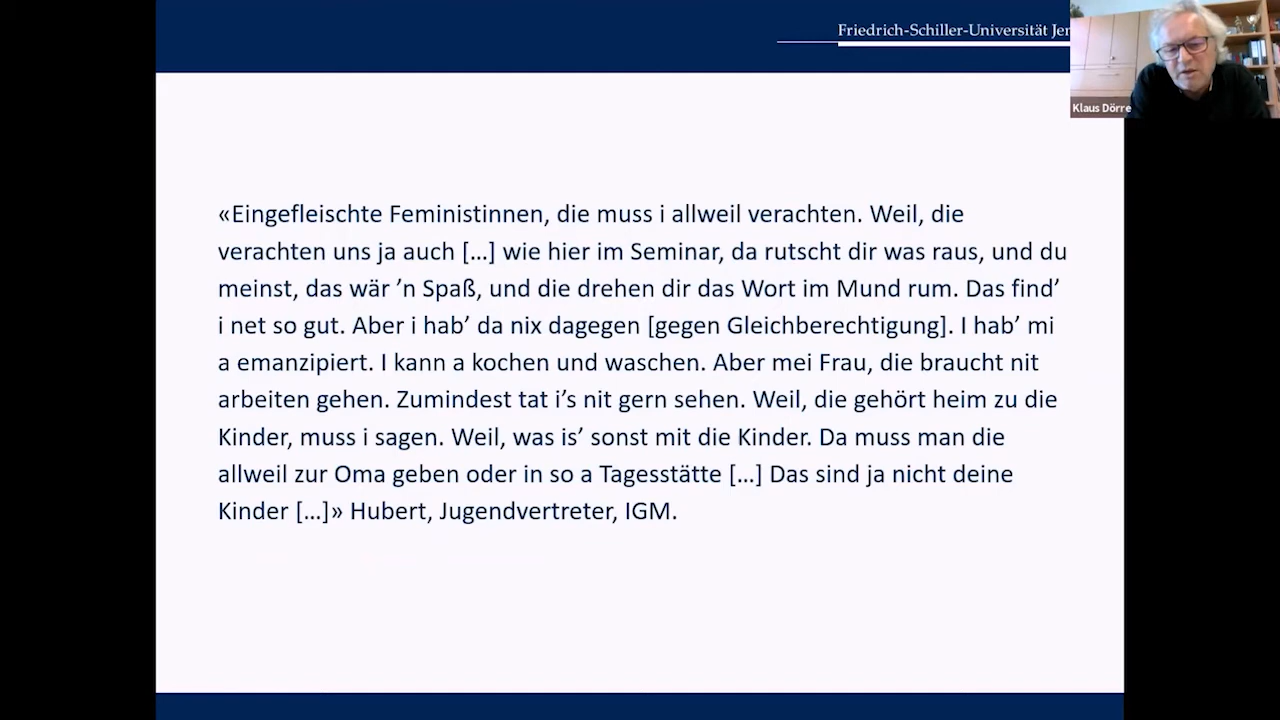 Friedrich-Schiller-Universität Jen
Klaus Dörre
«Eingefleischte Feministinnen, die muss i allweil verachten. Weil, die
verachten uns ja auch […] wie hier im Seminar, da rutscht dir was raus, und du
meinst, das wär ’n Spaß, und die drehen dir das Wort im Mund rum. Das find’
i net so gut. Aber i hab’ da nix dagegen [gegen Gleichberechtigung]. I hab’ mi
a emanzipiert. I kann a kochen und waschen. Aber mei Frau, die braucht nit
arbeiten gehen. Zumindest tat i’s nit gern sehen. Weil, die gehört heim zu die
Kinder, muss i sagen. Weil, was is’ sonst mit die Kinder. Da muss man die
allweil zur Oma geben oder in so a Tagesstätte […] Das sind ja nicht deine
Kinder […]» Hubert, Jugendvertreter, IGM.